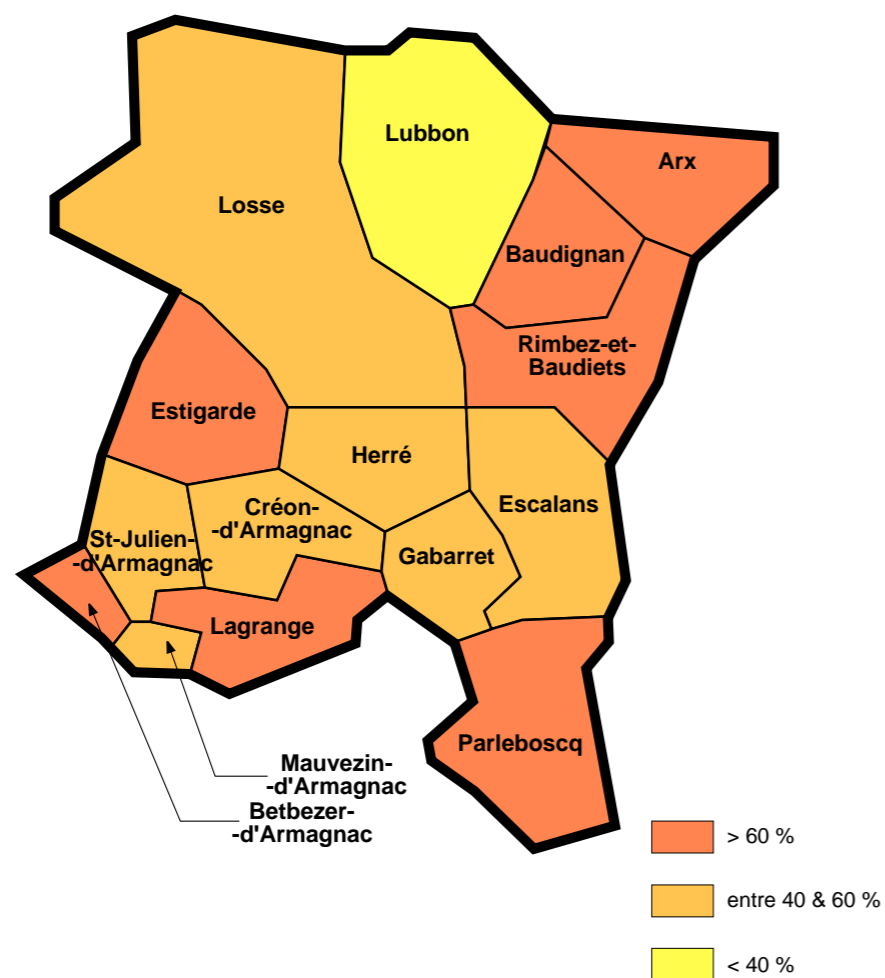 Lubbon
Arx
Losse
Baudignan
Rimbez-et-
Baudiets
Estigarde
Herré
Escalans
Créon-
-d'Armagnac
St-Julien-
-d'Armagnac
Gabarret
Lagrange
Parleboscq
Mauvezin-
-d'Armagnac
Betbezer-
-d'Armagnac
> 60 %
entre 40 & 60 %
< 40 %